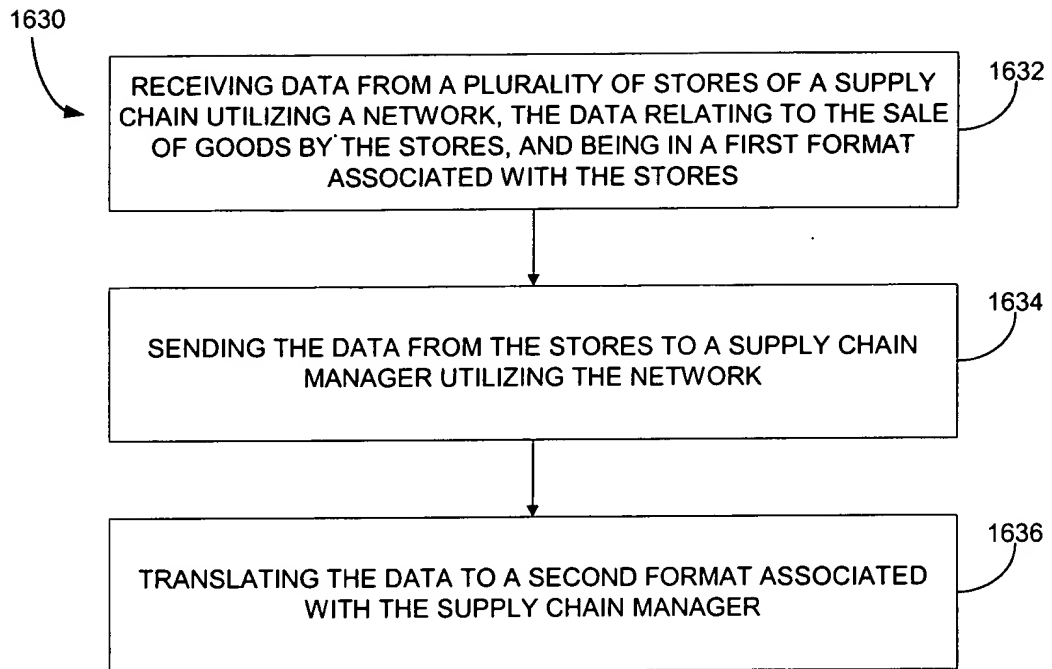 1630
RECEIVING DATA FROM A PLURALITY OF STORES OF A SUPPLY
CHAIN UTILIZING A NETWORK, THE DATA RELATING TO THE SALE
OF GOODS BY THE STORES, AND BEING IN A FIRST FORMAT
ASSOCIATED WITH THE STORES
1632
SENDING THE DATA FROM THE STORES TO A SUPPLY CHAIN
MANAGER UTILIZING THE NETWORK
1634
TRANSLATING THE DATA TO A SECOND FORMAT ASSOCIATED
WITH THE SUPPLY CHAIN MANAGER
1636